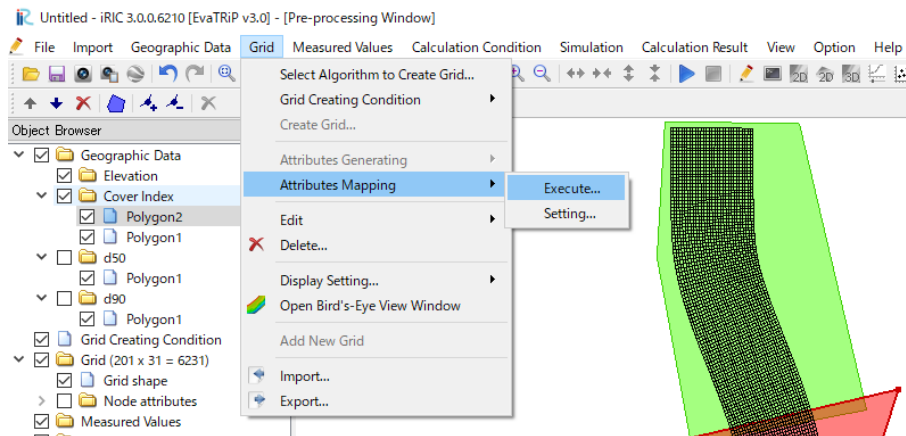 Untitled - iRIC 3.0.0.6210 [EvaTRiP v3.0] - [Pre-processing Window]
File Import Geographic Data Grid Measured Values Calculation Condition Simulation Calculation Result View Option Help
2D 2D 3D
Select Algorithm to Create Grid...
Grid Creating Condition
Create Grid...
Attributes Generating
Attributes Mapping
Execute...
Setting...
Edit
Delete...
Display Setting...
Open Bird's-Eye View Window
Add New Grid
Import...
Export...
Object Browser
Geographic Data
Elevation
Cover Index
Polygon2
Polygon1
d50
Polygon1
d90
Polygon1
Grid Creating Condition
Grid (201 x 31 = 6231)
Grid shape
Node attributes
Measured Values